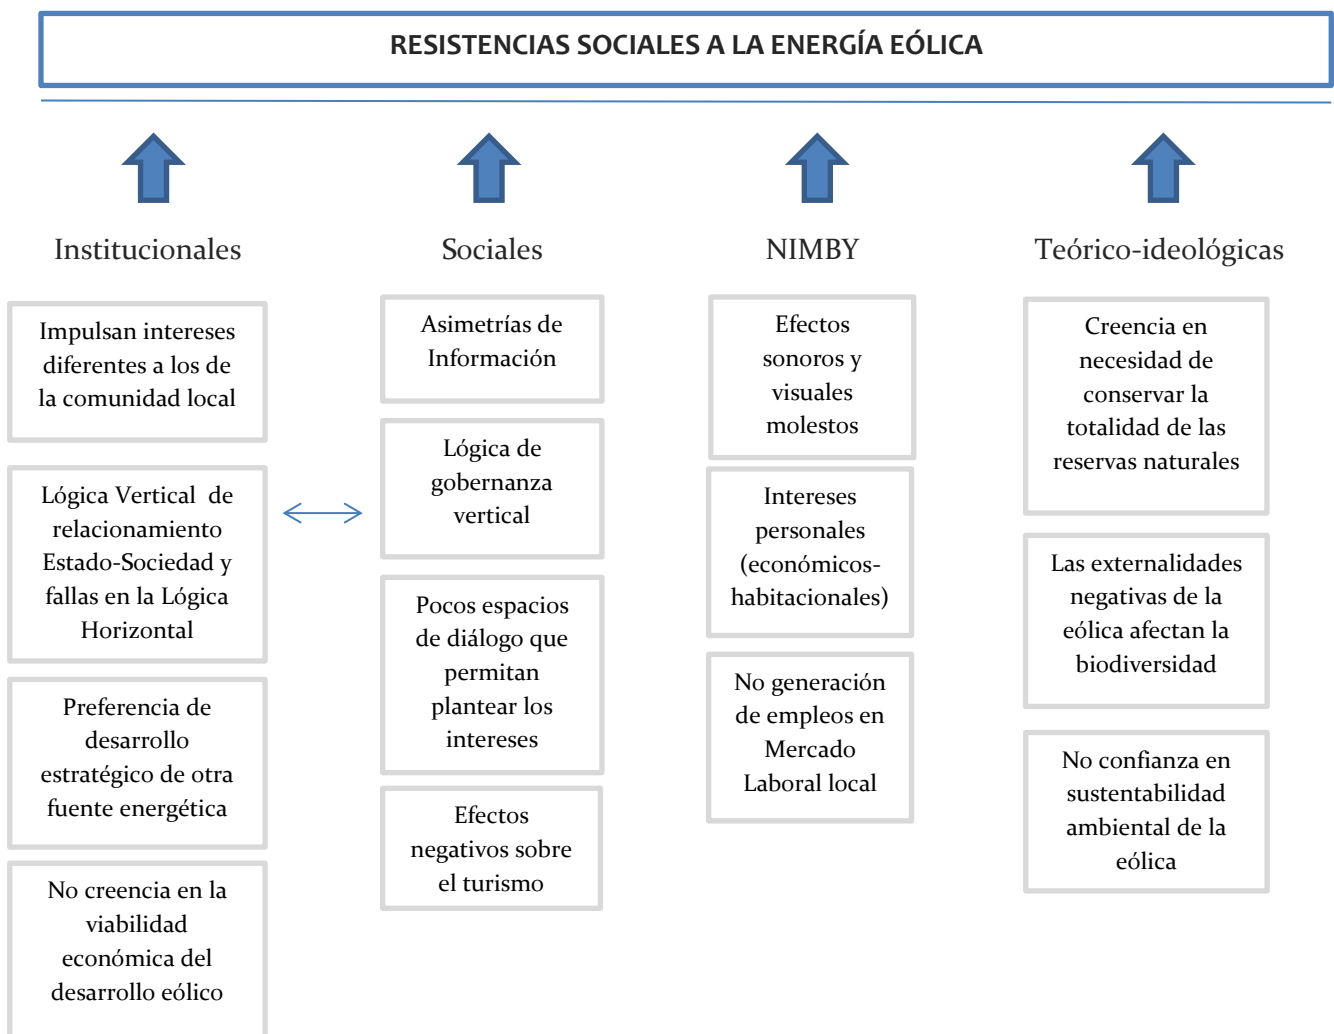 RESISTENCIAS SOCIALES A LA ENERGÍA EÓLICA
Institucionales
Impulsan intereses
diferentes a los de
la comunidad local
Lógica Vertical de
relacionamiento
Estado-Sociedad y
fallas en la Lógica
Horizontal
Preferencia de
desarrollo
estratégico de otra
fuente energética
No creencia en la
viabilidad
económica del
desarrollo eólico
Sociales
Asimetrías de
Información
Lógica de
gobernanza
vertical
Pocos espacios
de diálogo que
permitan
plantear los
intereses
Efectos
negativos sobre
el turismo
NIMBY
Efectos
sonoros y
visuales
molestos
Intereses
personales
(económicos-
habitacionales)
No generación
de empleos en
Mercado
Laboral local
Teórico-ideológicas
Creencia en
necesidad de
conservar la
totalidad de las
reservas naturales
Las externalidades
negativas de la
eólica afectan la
biodiversidad
No confianza en
sustentabilidad
ambiental de la
eólica